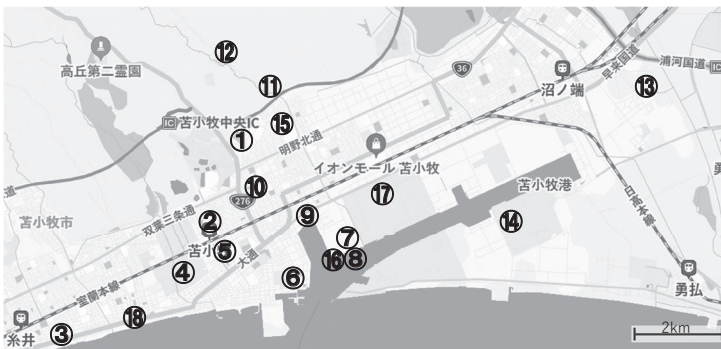 ⑫
高丘第二霊園
36
早来国道
浦河国道
IC
沼ノ端
⑬
⑪
IC 苫小牧中央IC
⑮
①
明野北通
イオンモール 苫小牧
道
苫小牧港
⑩
276
⑰
苫小牧市
双葉三条通
②
⑨
⑭
日高本線
苫小
⑤
大通
⑦
④
⑯
⑧
⑥
室蘭本線
勇払
⑱
糸井
③
2km